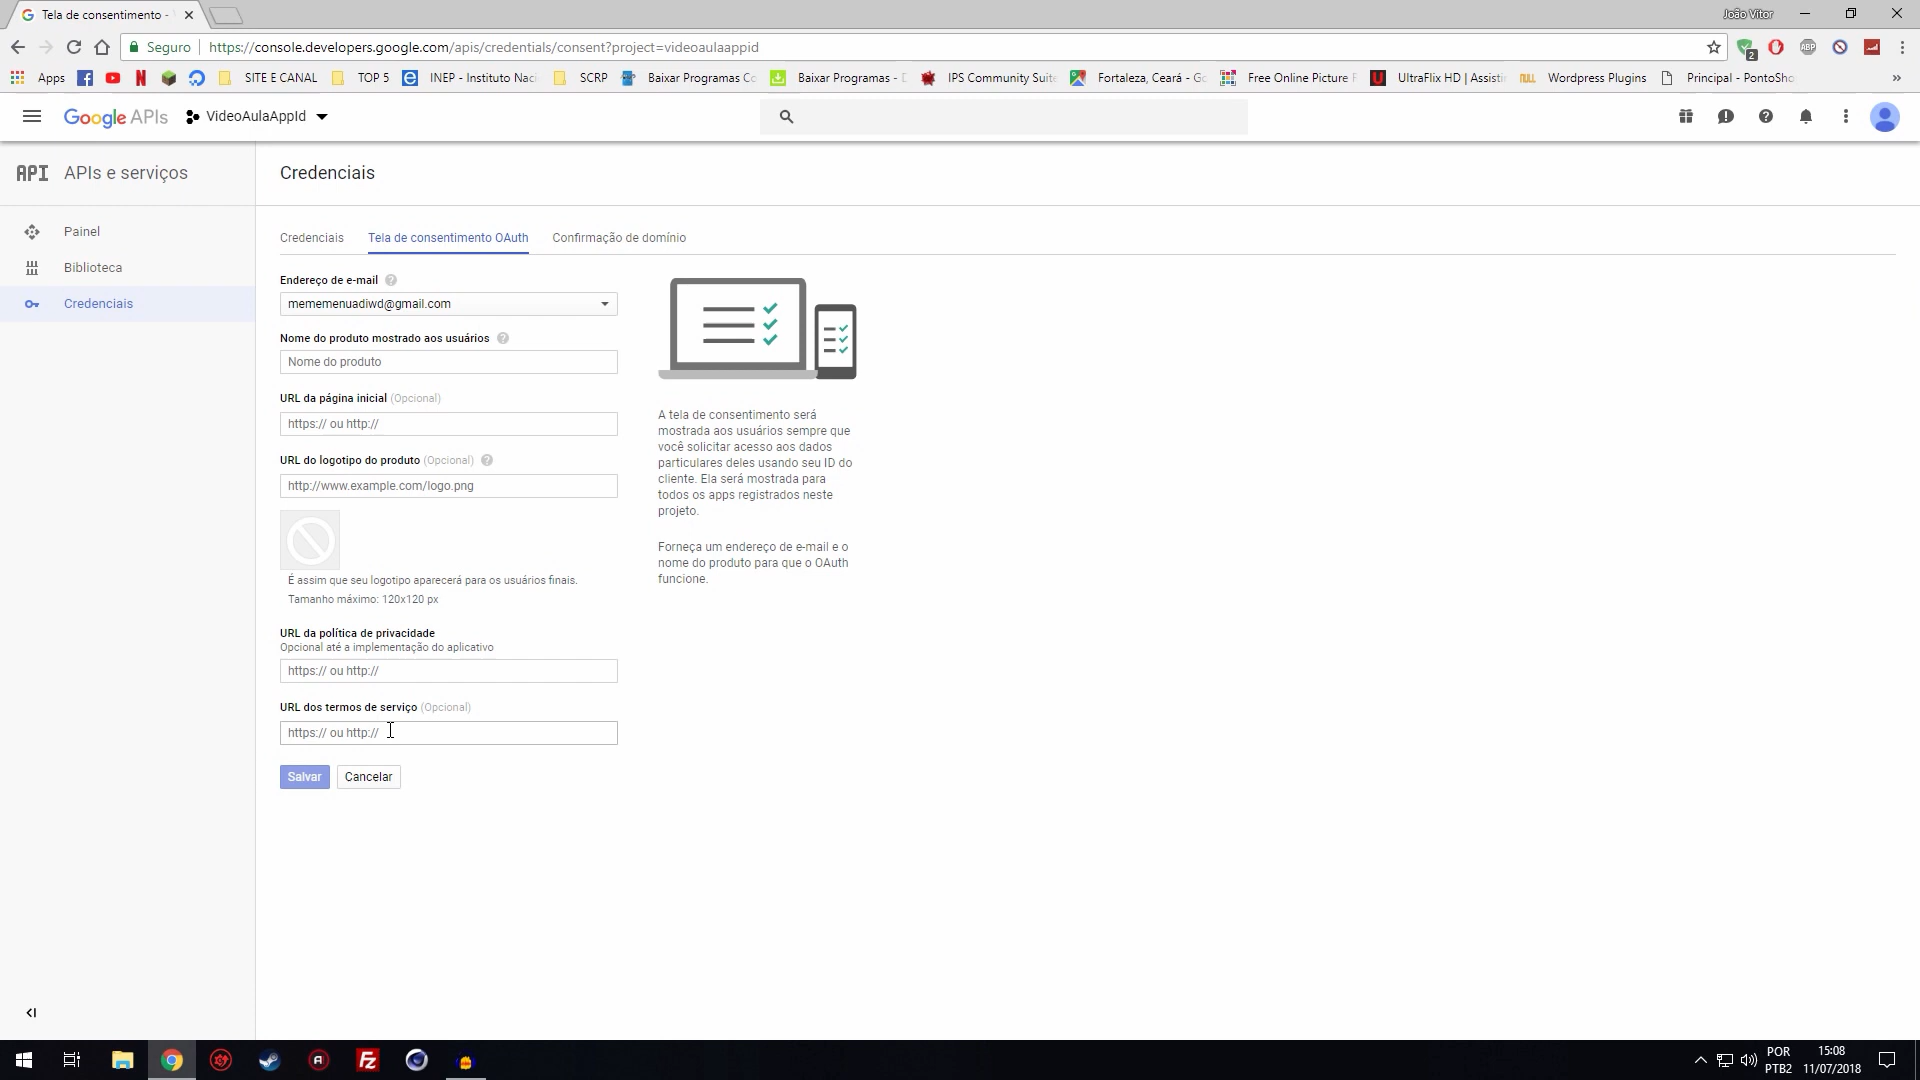 Tela de consentimento -
João Vitor
Seguro
https://console.developers.google.com/apis/credentials/consent?project=videoaulaappid
2
ABP
Apps
SITE E CANAL
TOP 5
INEP - Instituto Naci
SCRP
Baixar Programas Co
Baixar Programas - D
IPS Community Suite
Fortaleza, Ceará - Go
Free Online Picture R
UltraFlix HD | Assistir
Wordpress Plugins
Principal - PontoSho
Google APIs
VideoAulaAppId
API
APIs e serviços
Credenciais
Painel
Biblioteca
Credenciais
Credenciais
Tela de consentimento OAuth
Confirmação de domínio
Endereço de e-mail
mememenuadiwd@gmail.com
Nome do produto mostrado aos usuários
Nome do produto
URL da página inicial (Opcional)
https:// ou http://
URL do logotipo do produto (Opcional)
http://www.example.com/logo.png
É assim que seu logotipo aparecerá para os usuários finais.
Tamanho máximo: 120x120 px
URL da política de privacidade
Opcional até a implementação do aplicativo
https:// ou http://
URL dos termos de serviço (Opcional)
https:// ou http://
Salvar
Cancelar
A tela de consentimento será
mostrada aos usuários sempre que
você solicitar acesso aos dados
particulares deles usando seu ID do
cliente. Ela será mostrada para
todos os apps registrados neste
projeto.
Forneça um endereço de e-mail e o
nome do produto para que o OAuth
funcione.
POR
PTB2
15:08
11/07/2018